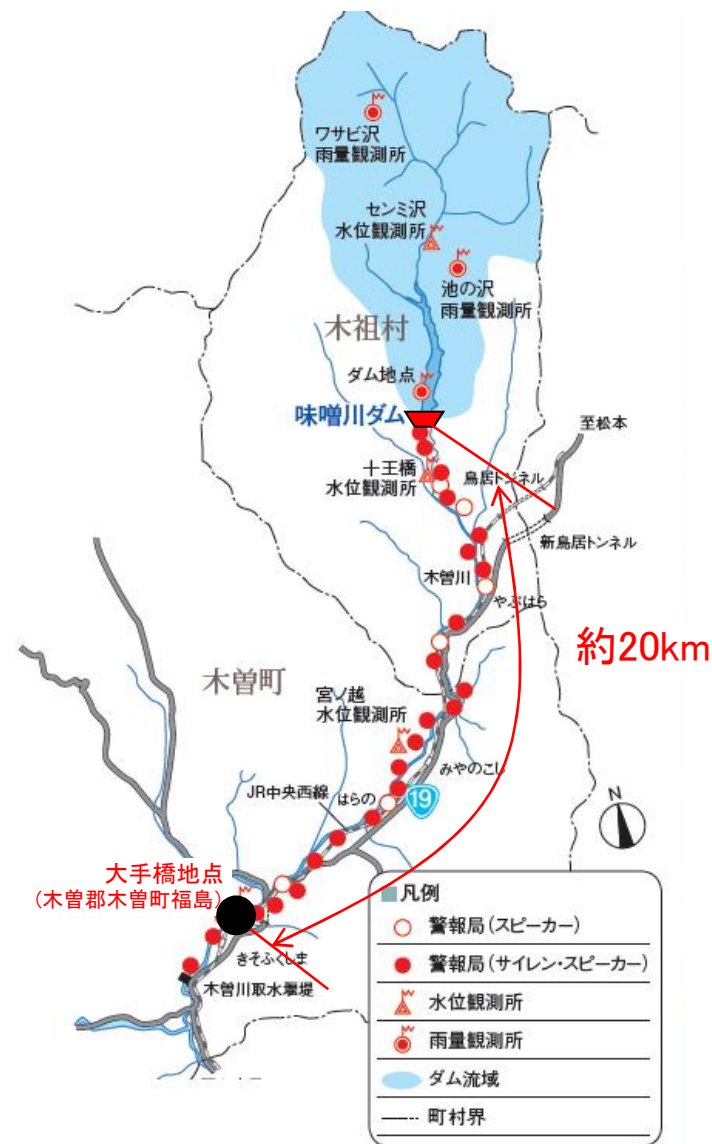 ワサビ沢
雨量観測所
センミ沢
水位観測所
池の沢
雨量観測所
木祖村
ダム地点
味噌川ダム
至松本
十王橋
水位観測所
鳥居トンネル
新鳥居トンネル
木曽川
やぶはら
約20km
木曽町
宮ノ越
水位観測所
みやのこし
JR中央西線
はらの
19
N
大手橋地点
(木曽郡木曽町福島)
きそふくしま
木曽川取水堰堤
凡例
警報局(スピーカー)
警報局(サイレン・スピーカー)
水位観測所
雨量観測所
ダム流域
町村界